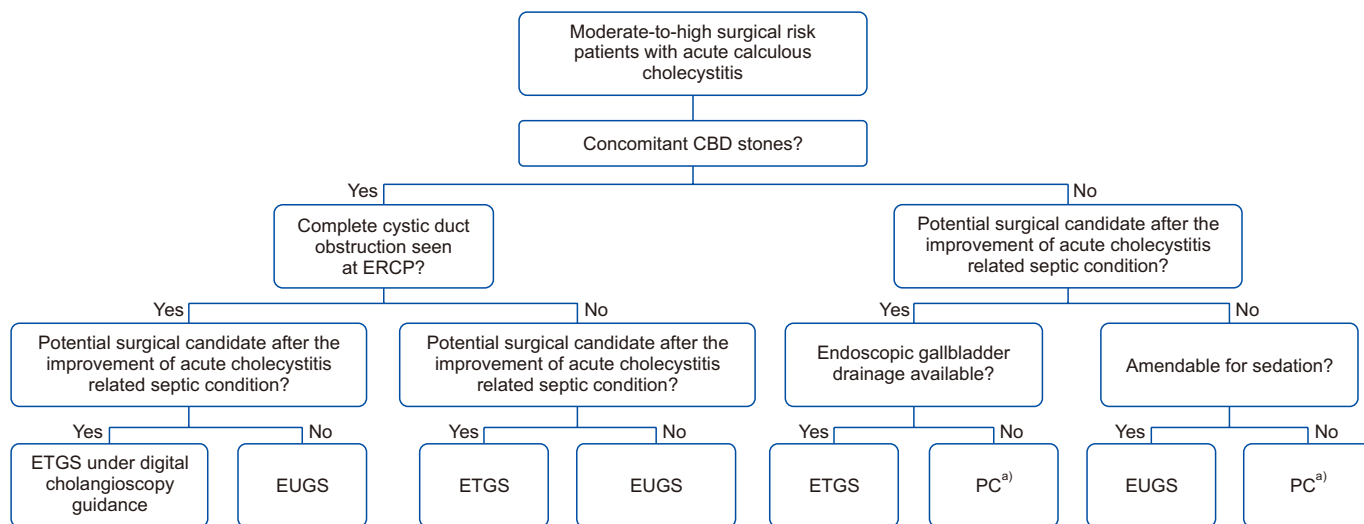 Moderate-to-high surgical risk
patients with acute calculous
cholecystitis
Concomitant CBD stones?
Yes
No
Complete cystic duct
obstruction seen
at ERCP?
Potential surgical candidate after the
improvement of acute cholecystitis
related septic condition?
Yes
No
Yes
No
Potential surgical candidate after the
improvement of acute cholecystitis
related septic condition?
Potential surgical candidate after the
improvement of acute cholecystitis
related septic condition?
Endoscopic gallbladder
drainage available?
Amendable for sedation?
Yes
No
Yes
No
Yes
No
Yes
No
ETGS under digital
cholangioscopy
guidance
EUGS
ETGS
EUGS
ETGS
PCa)
EUGS
PCa)